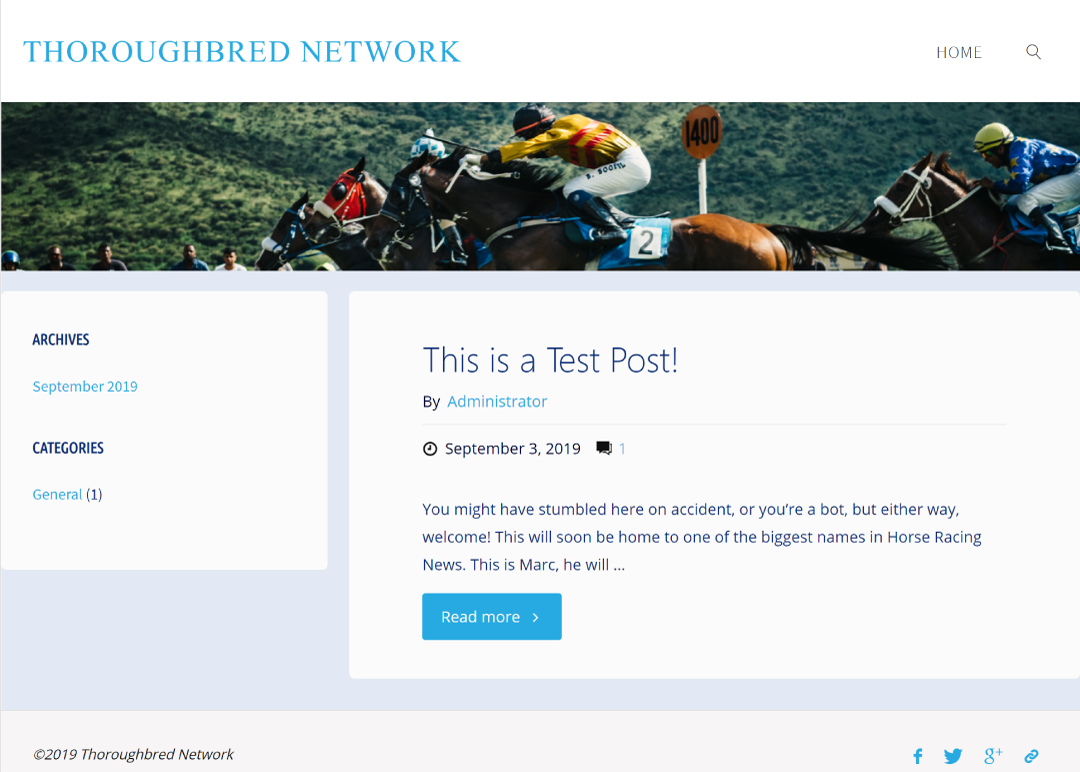 THOROUGHBRED NETWORK
HOME
1400
S. BOOFYI
2
ARCHIVES
September 2019
CATEGORIES
General (1)
This is a Test Post!
By Administrator
September 3, 2019 1
You might have stumbled here on accident, or you’re a bot, but either way,
welcome! This will soon be home to one of the biggest names in Horse Racing
News. This is Marc, he will ...
Read more
©2019 Thoroughbred Network